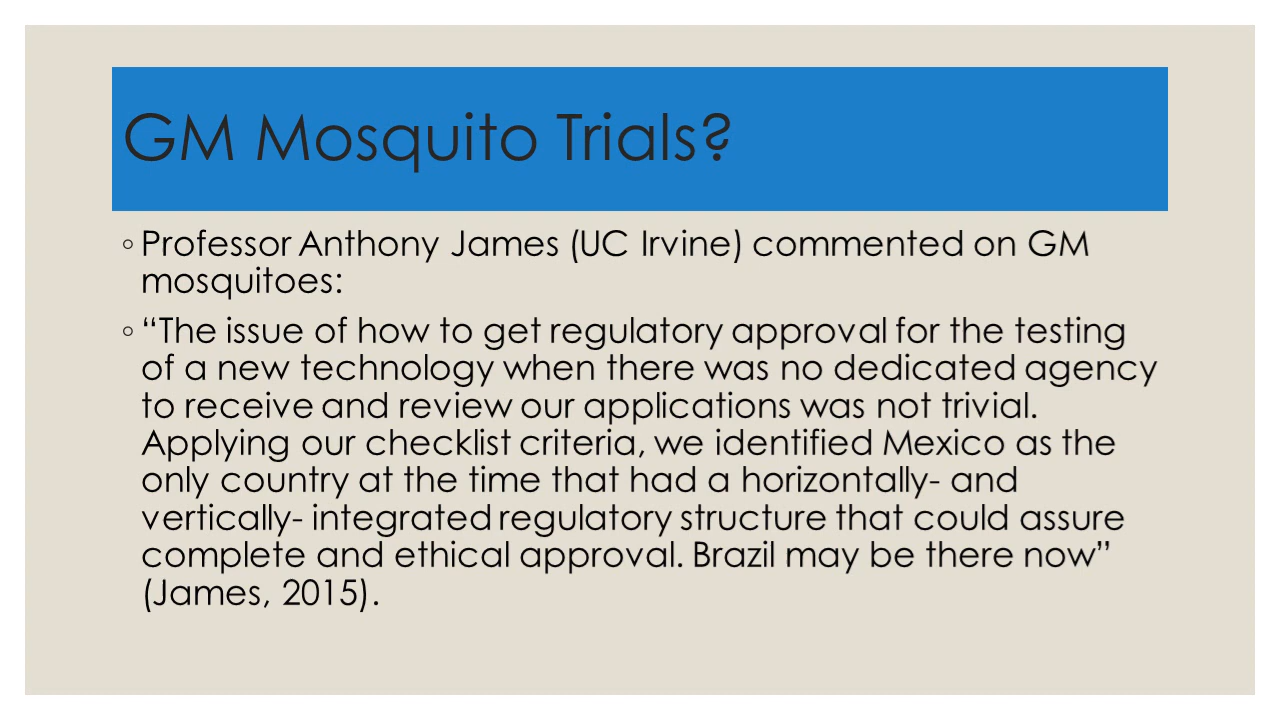 GM Mosquito Trials?
◦ Professor Anthony James (UC Irvine) commented on GM
mosquitoes:
◦ “The issue of how to get regulatory approval for the testing
of a new technology when there was no dedicated agency
to receive and review our applications was not trivial.
Applying our checklist criteria, we identified Mexico as the
only country at the time that had a horizontally- and
vertically- integrated regulatory structure that could assure
complete and ethical approval. Brazil may be there now”
(James, 2015).